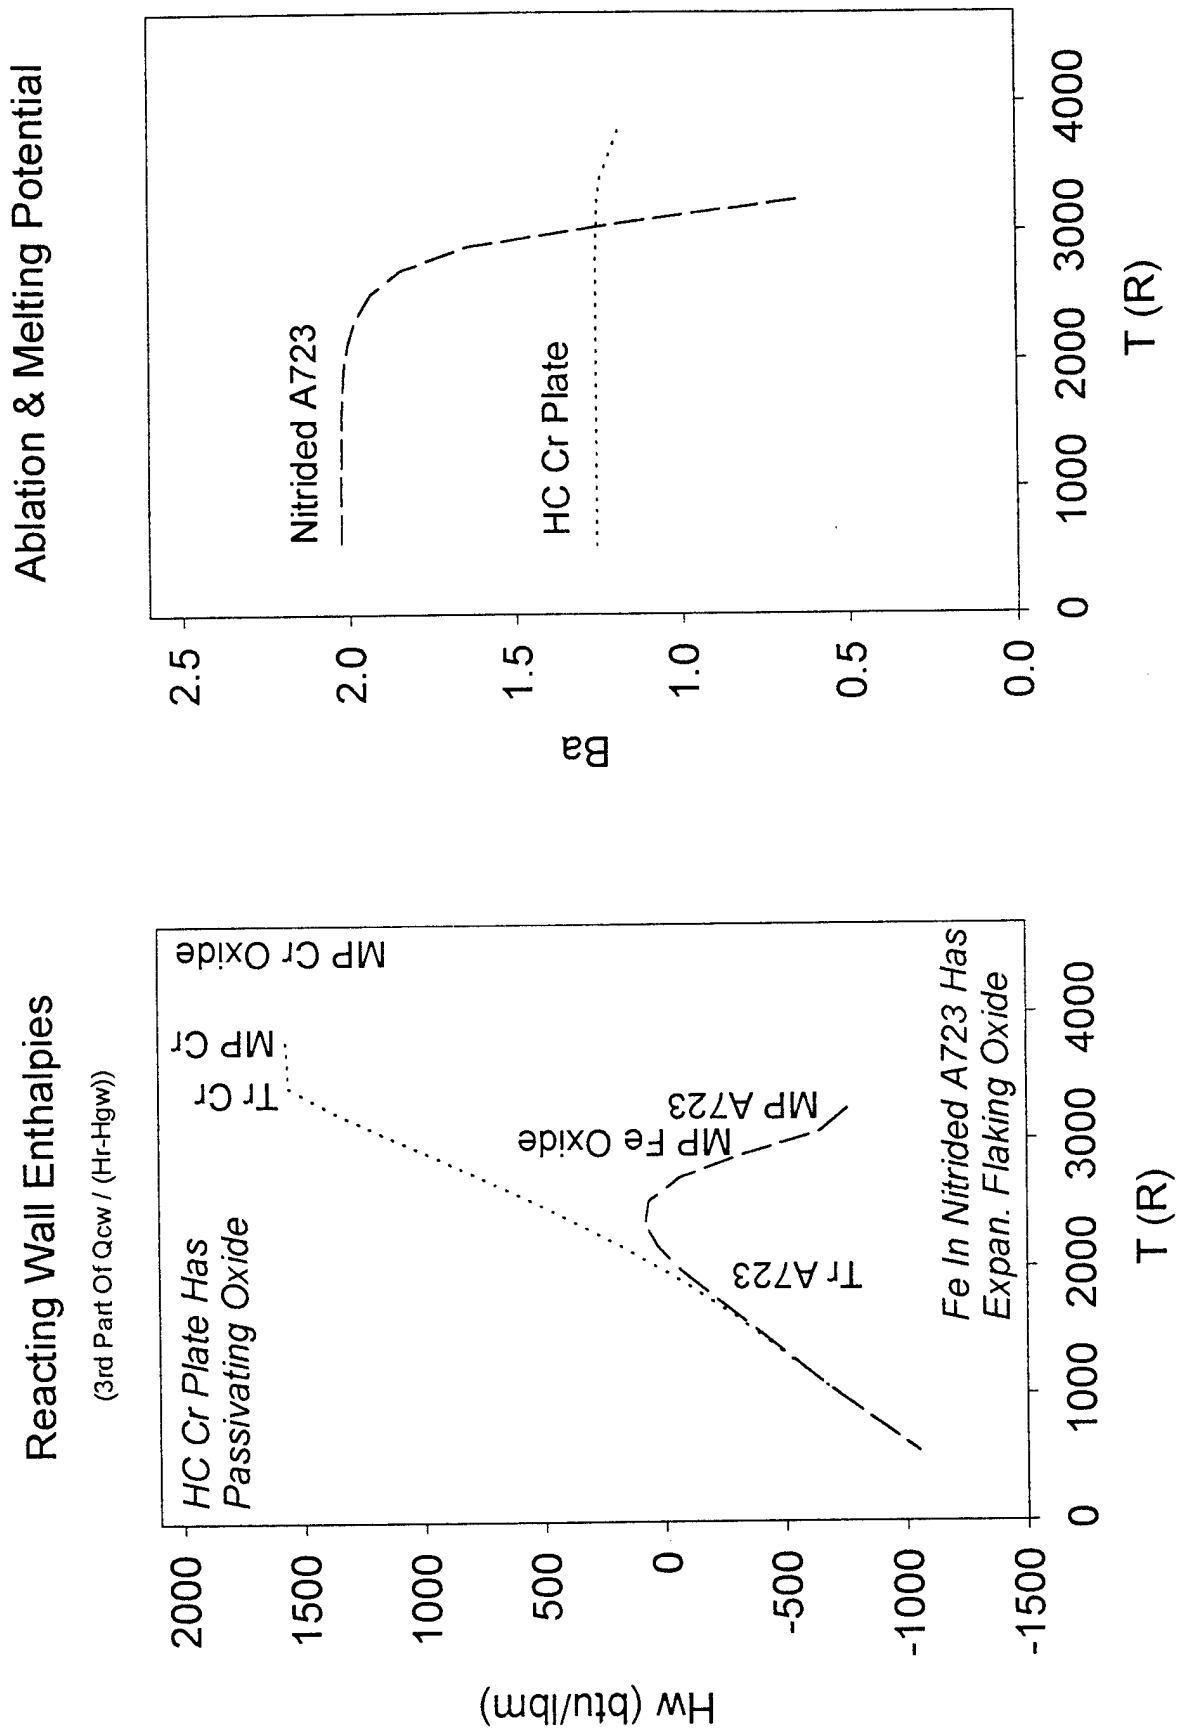 Reacting Wall Enthalpies
(3rd Part Of Qcw / (Hr-Hgw))
HC Cr Plate Has
Passivating Oxide
Tr Cr
MP Cr
MP Cr Oxide
MP Fe Oxide
MP A723
Tr A723
Fe In Nitrided A723 Has
Expan. Flaking Oxide
Hw (btu/lbm)
2000
1500
1000
500
0
-500
-1000
-1500
0
1000
2000
3000
4000
T (R)
Ablation & Melting Potential
Nitrided A723
HC Cr Plate
Ba
2.5
2.0
1.5
1.0
0.5
0.0
0
1000
2000
3000
4000
T (R)